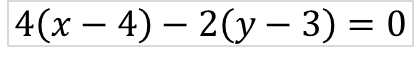 4(x − 4) − 2(y − 3) = 0